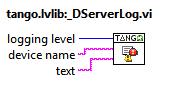 tango.lvlib:_DServerLog.vi
logging level
TANGO
device name
text